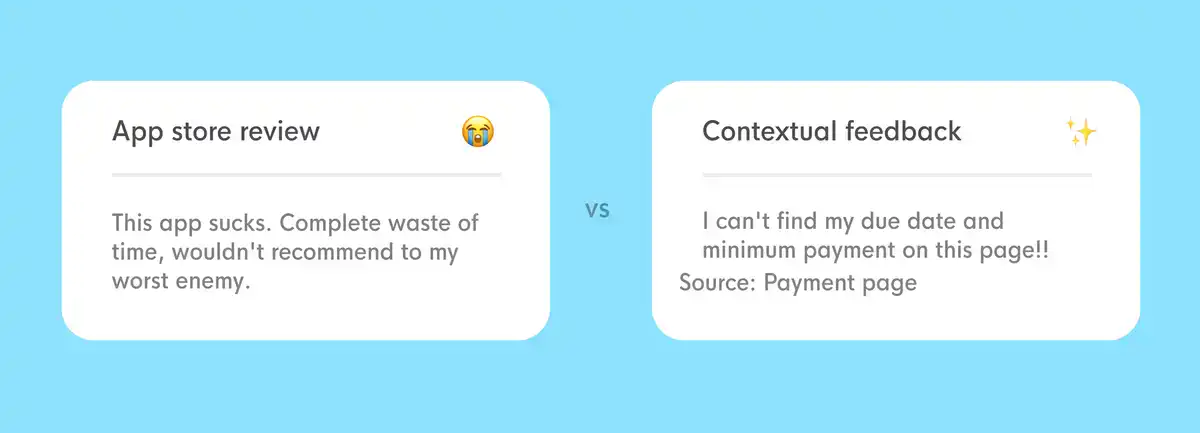 App store review
This app sucks. Complete waste of
time, wouldn't recommend to my
worst enemy.
vs
Contextual feedback
I can't find my due date and
minimum payment on this page!!
Source: Payment page